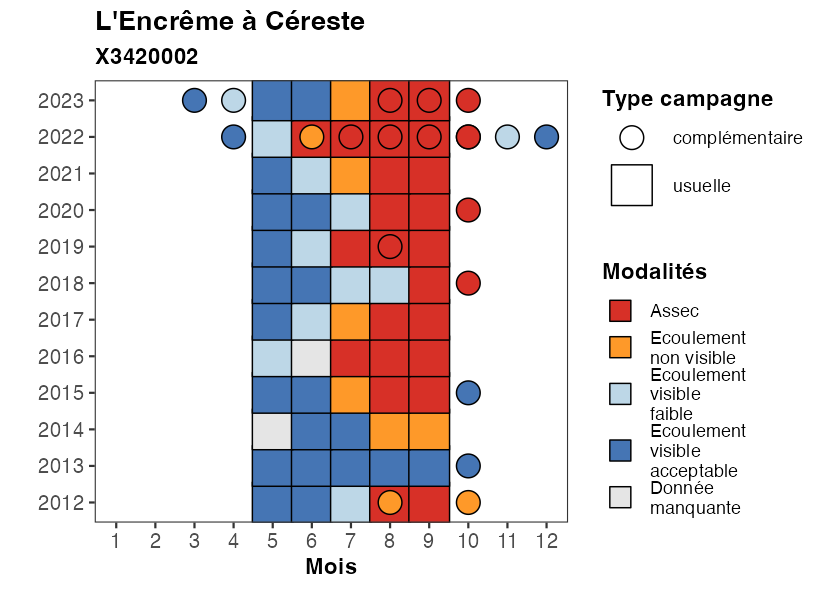 L'Encrême à Céreste
X3420002
2023
2022
2021
2020
2019
2018
2017
2016
2015
2014
2013
2012
1 2 3 4 5 6 7 8 9 10 11 12
Mois
Type campagne
complémentaire
usuelle
Modalités
Assec
Ecoulement
non visible
Ecoulement
visible
faible
Ecoulement
visible
acceptable
Donnée
manquante